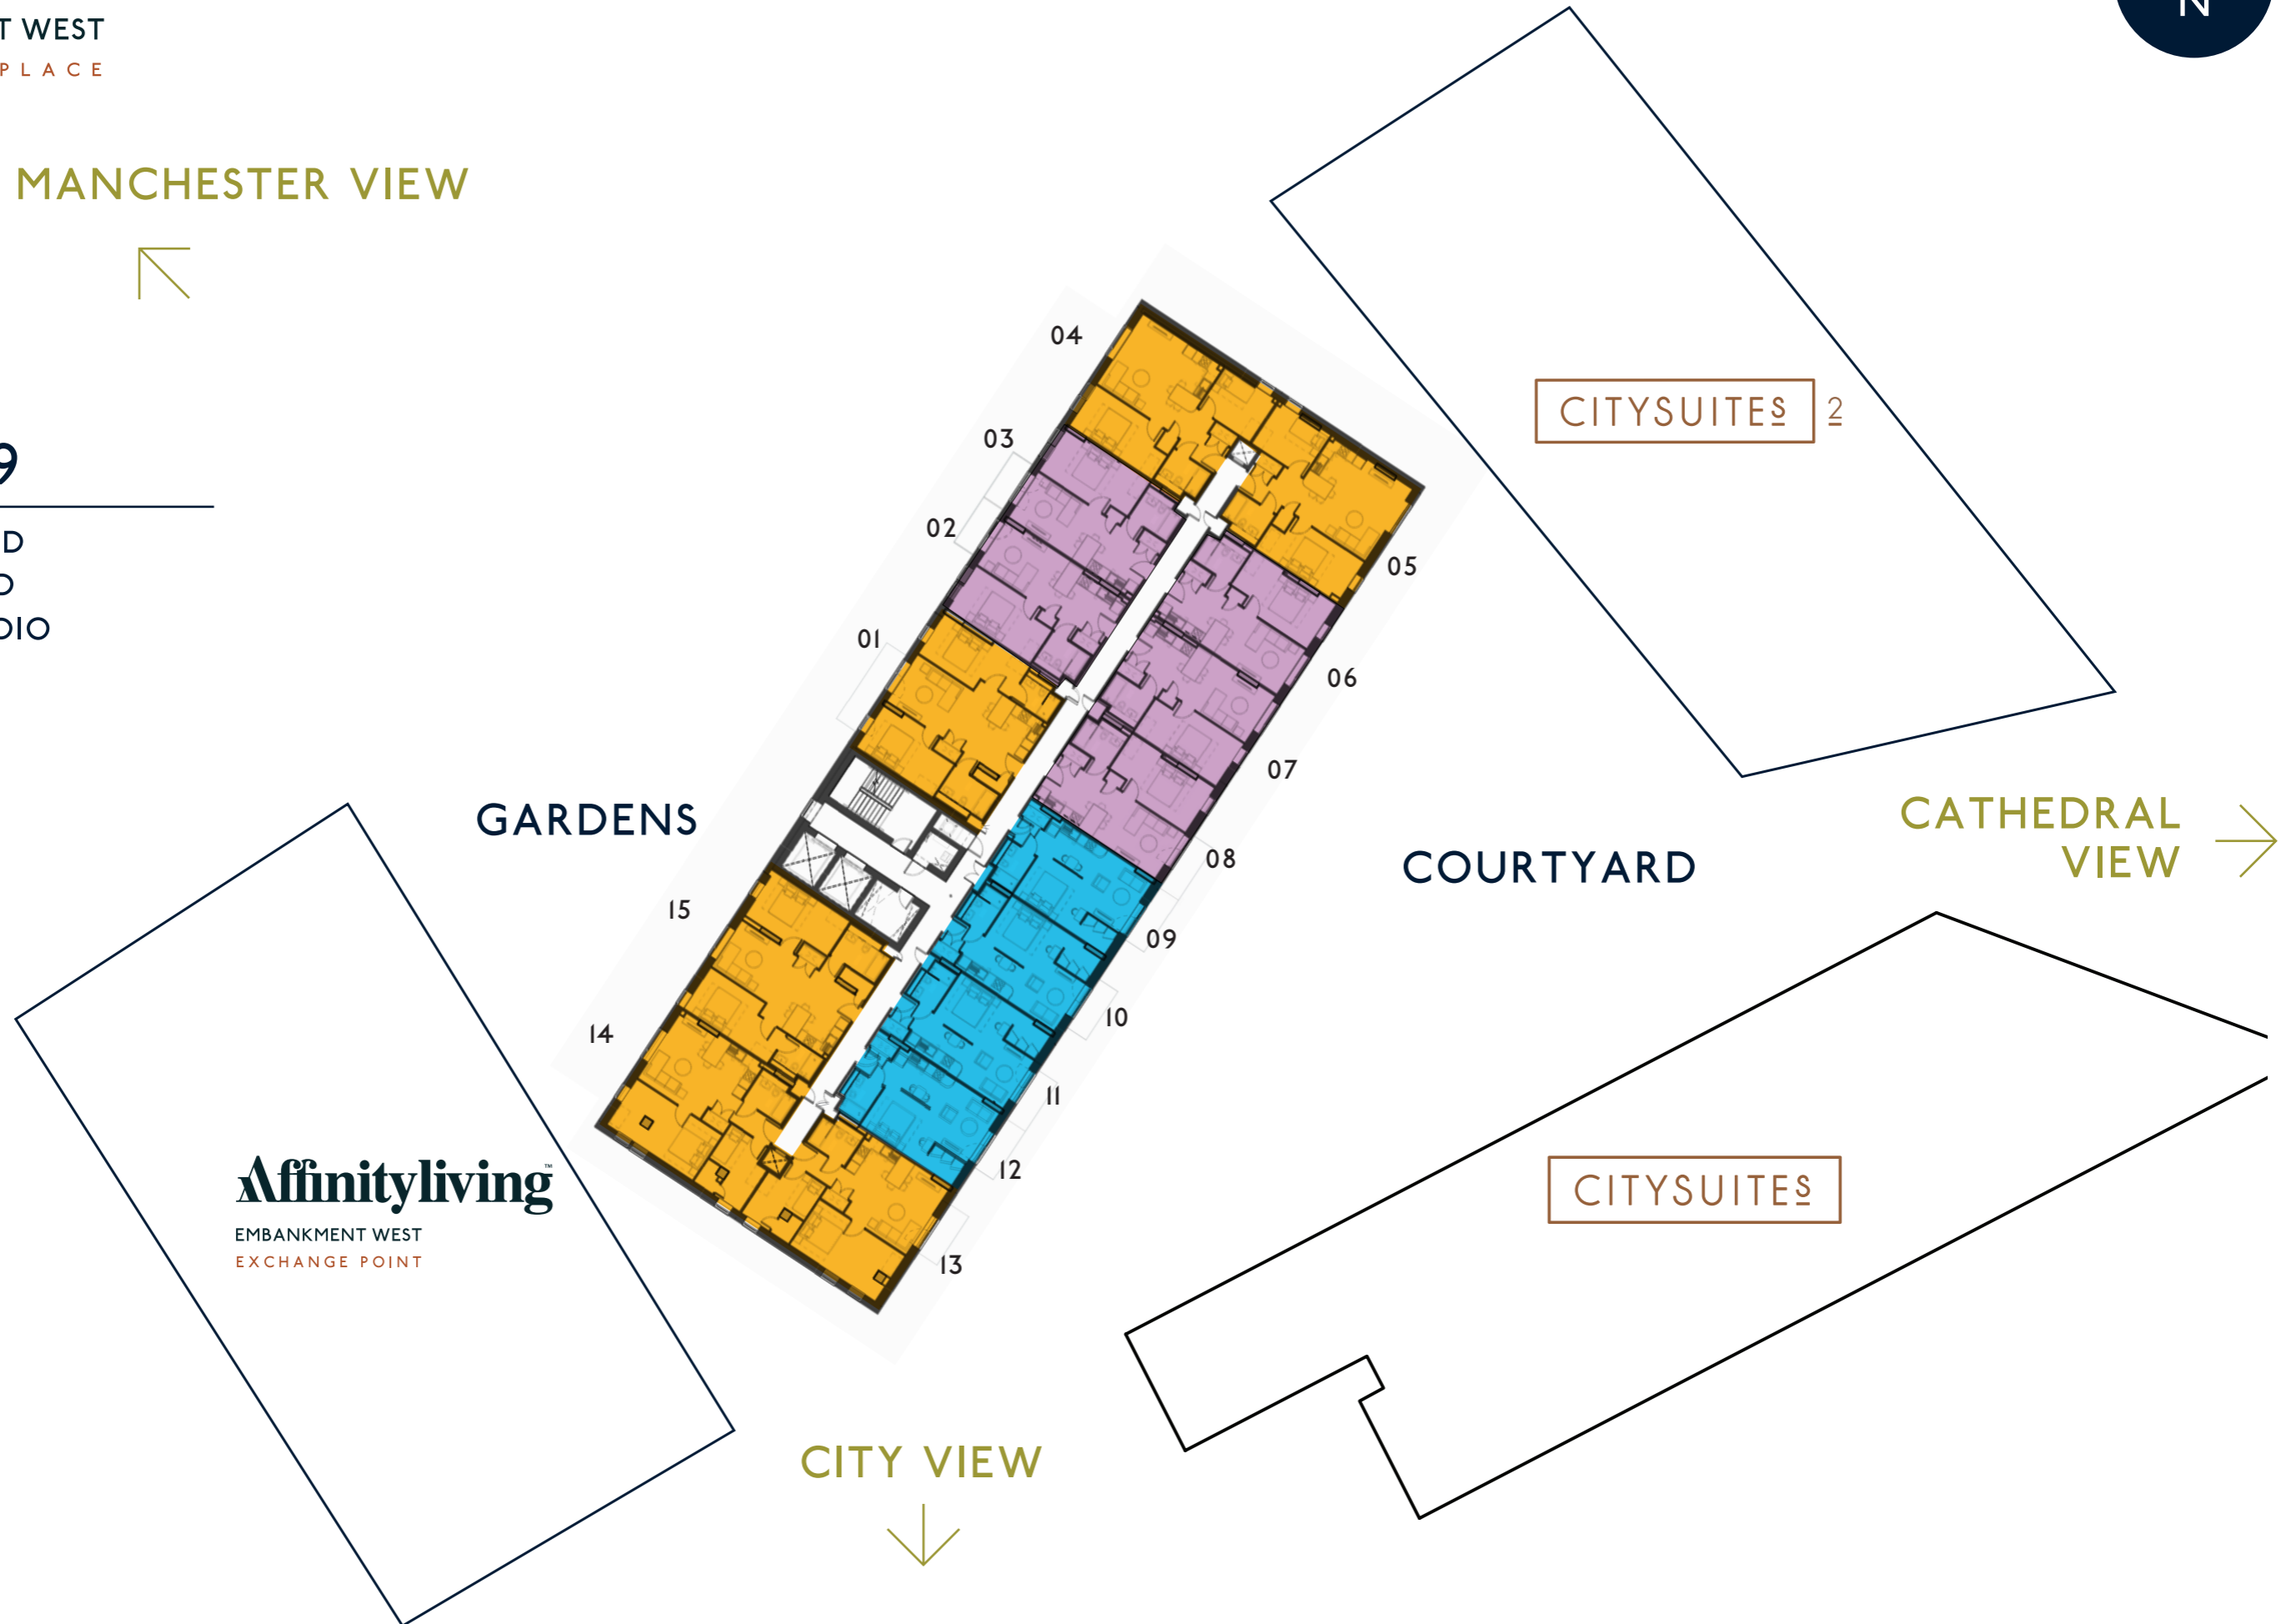 T WEST
PLACE
N
MANCHESTER VIEW
9
D
O
DIO
04
03
02
01
05
06
07
08
09
10
11
12
13
14
15
CITYSUITES 2
GARDENS
COURTYARD
CATHEDRAL
VIEW
Affinityliving™
EMBANKMENT WEST
EXCHANGE POINT
CITYSUITES
CITY VIEW